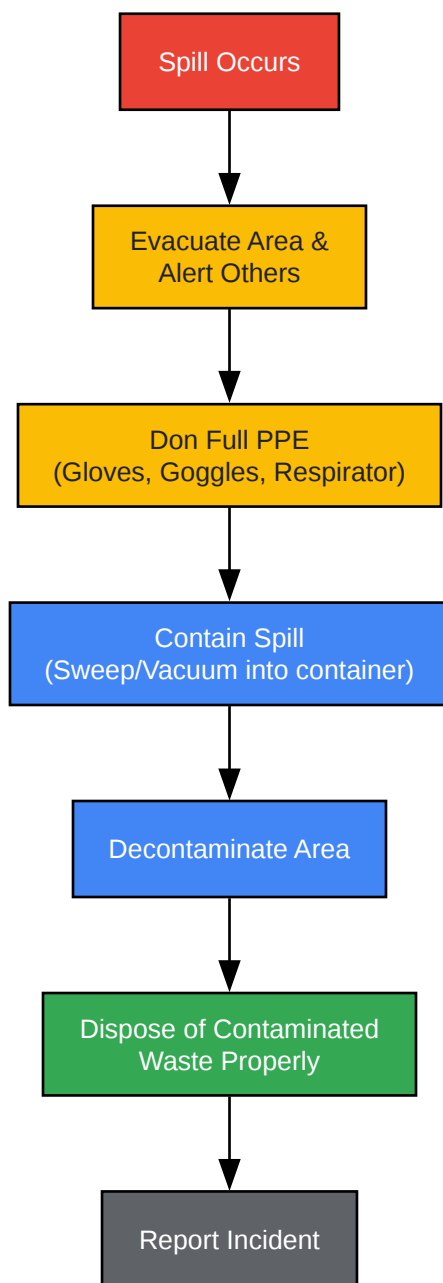 Spill Occurs
Evacuate Area &
Alert Others
Don Full PPE
(Gloves, Goggles, Respirator)
Contain Spill
(Sweep/Vacuum into container)
Decontaminate Area
Dispose of Contaminated
Waste Properly
Report Incident